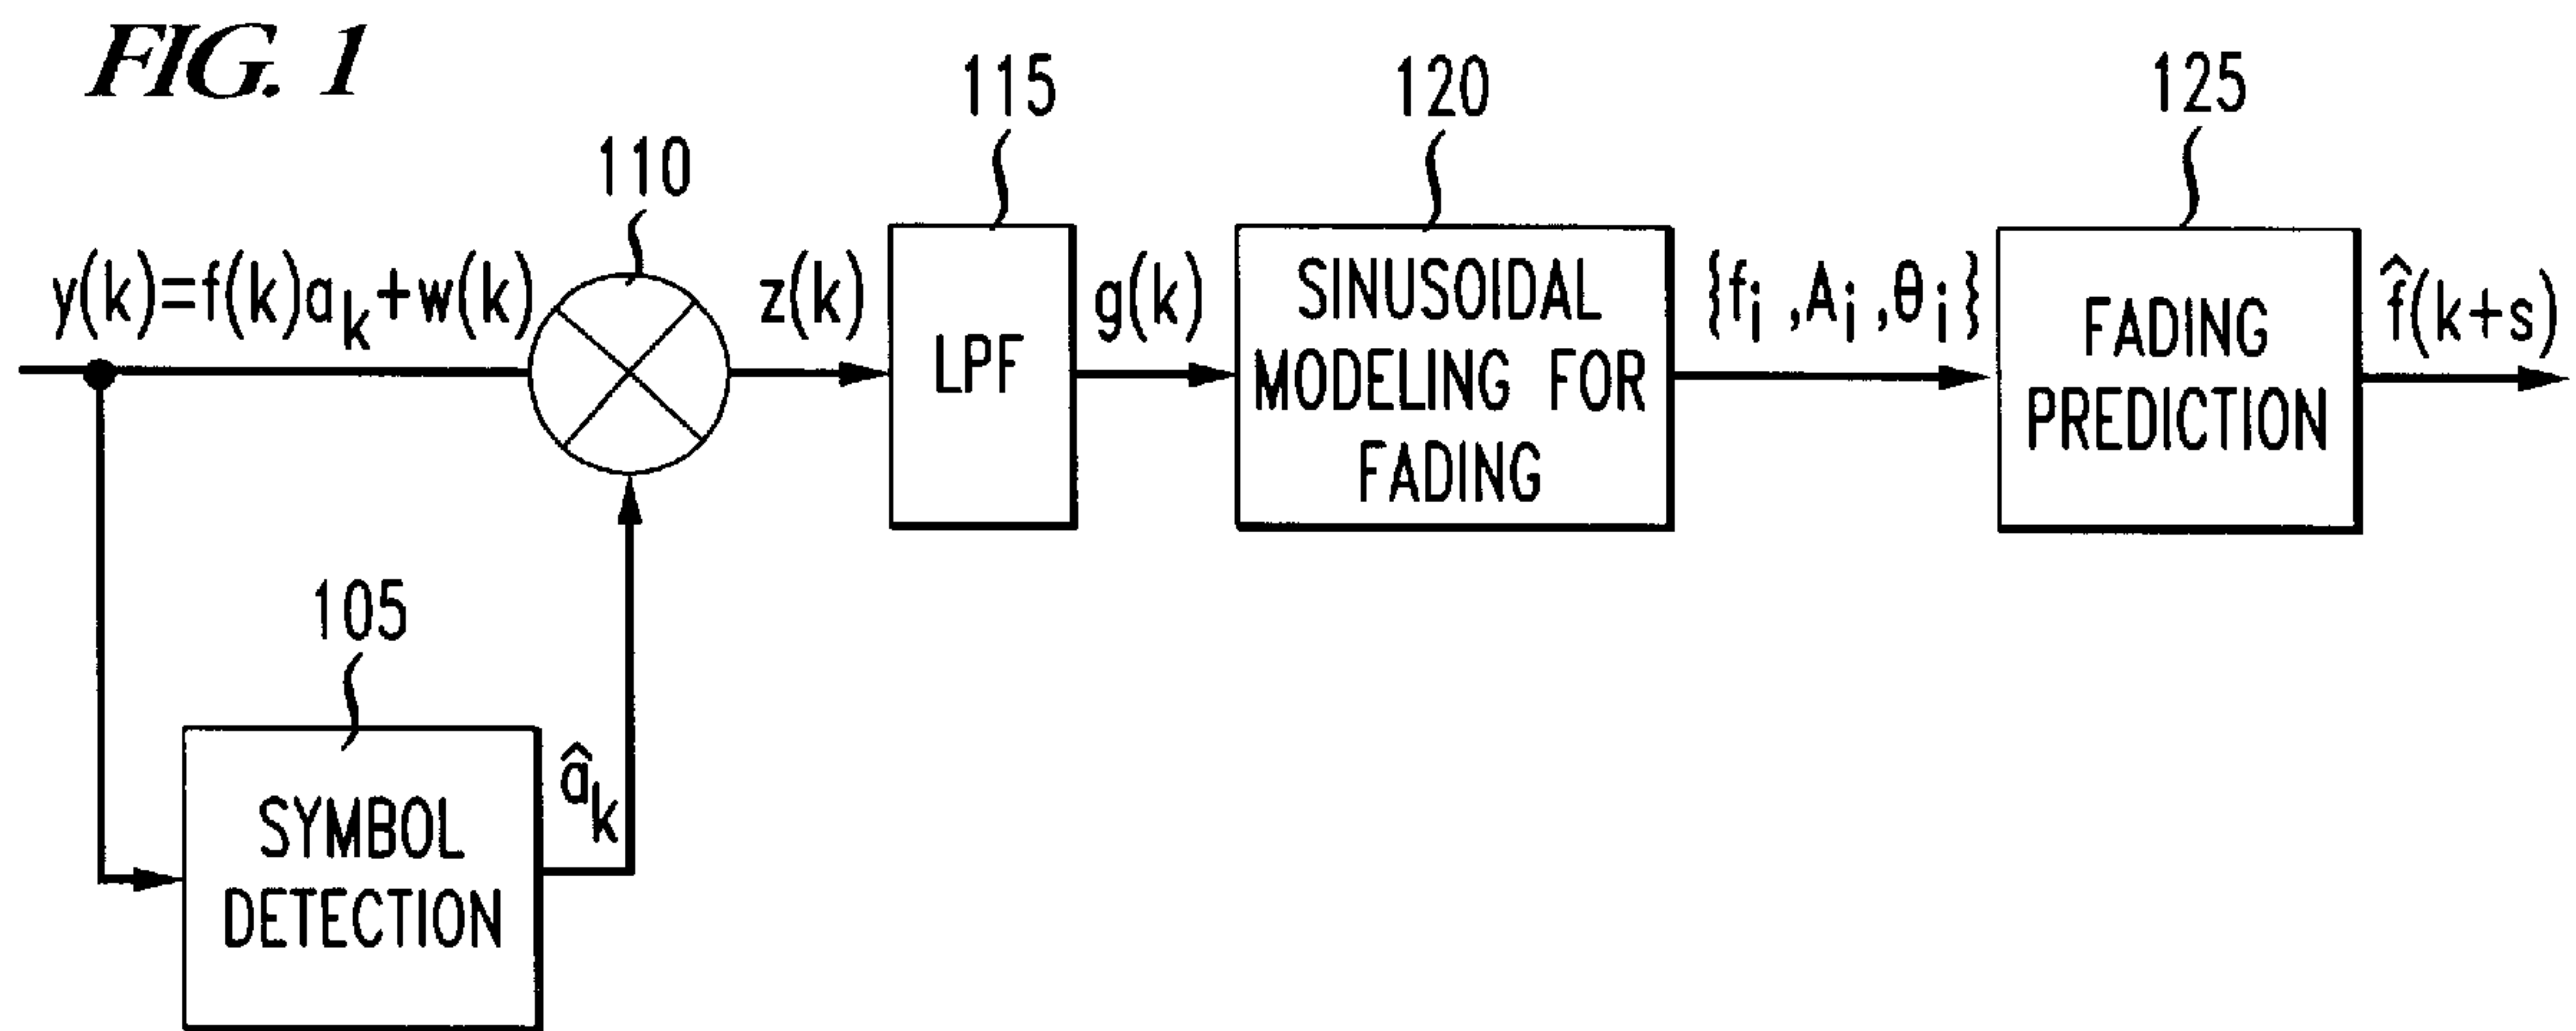 FIG. 1
115
120
125
110
y(k)=f(k)a_k+w(k)
z(k)
LPF
g(k)
SINUSOIDAL
MODELING FOR
FADING
{f_i ,A_i ,θ_i}
FADING
PREDICTION
f̂(k+s)
105
SYMBOL
DETECTION
â_k